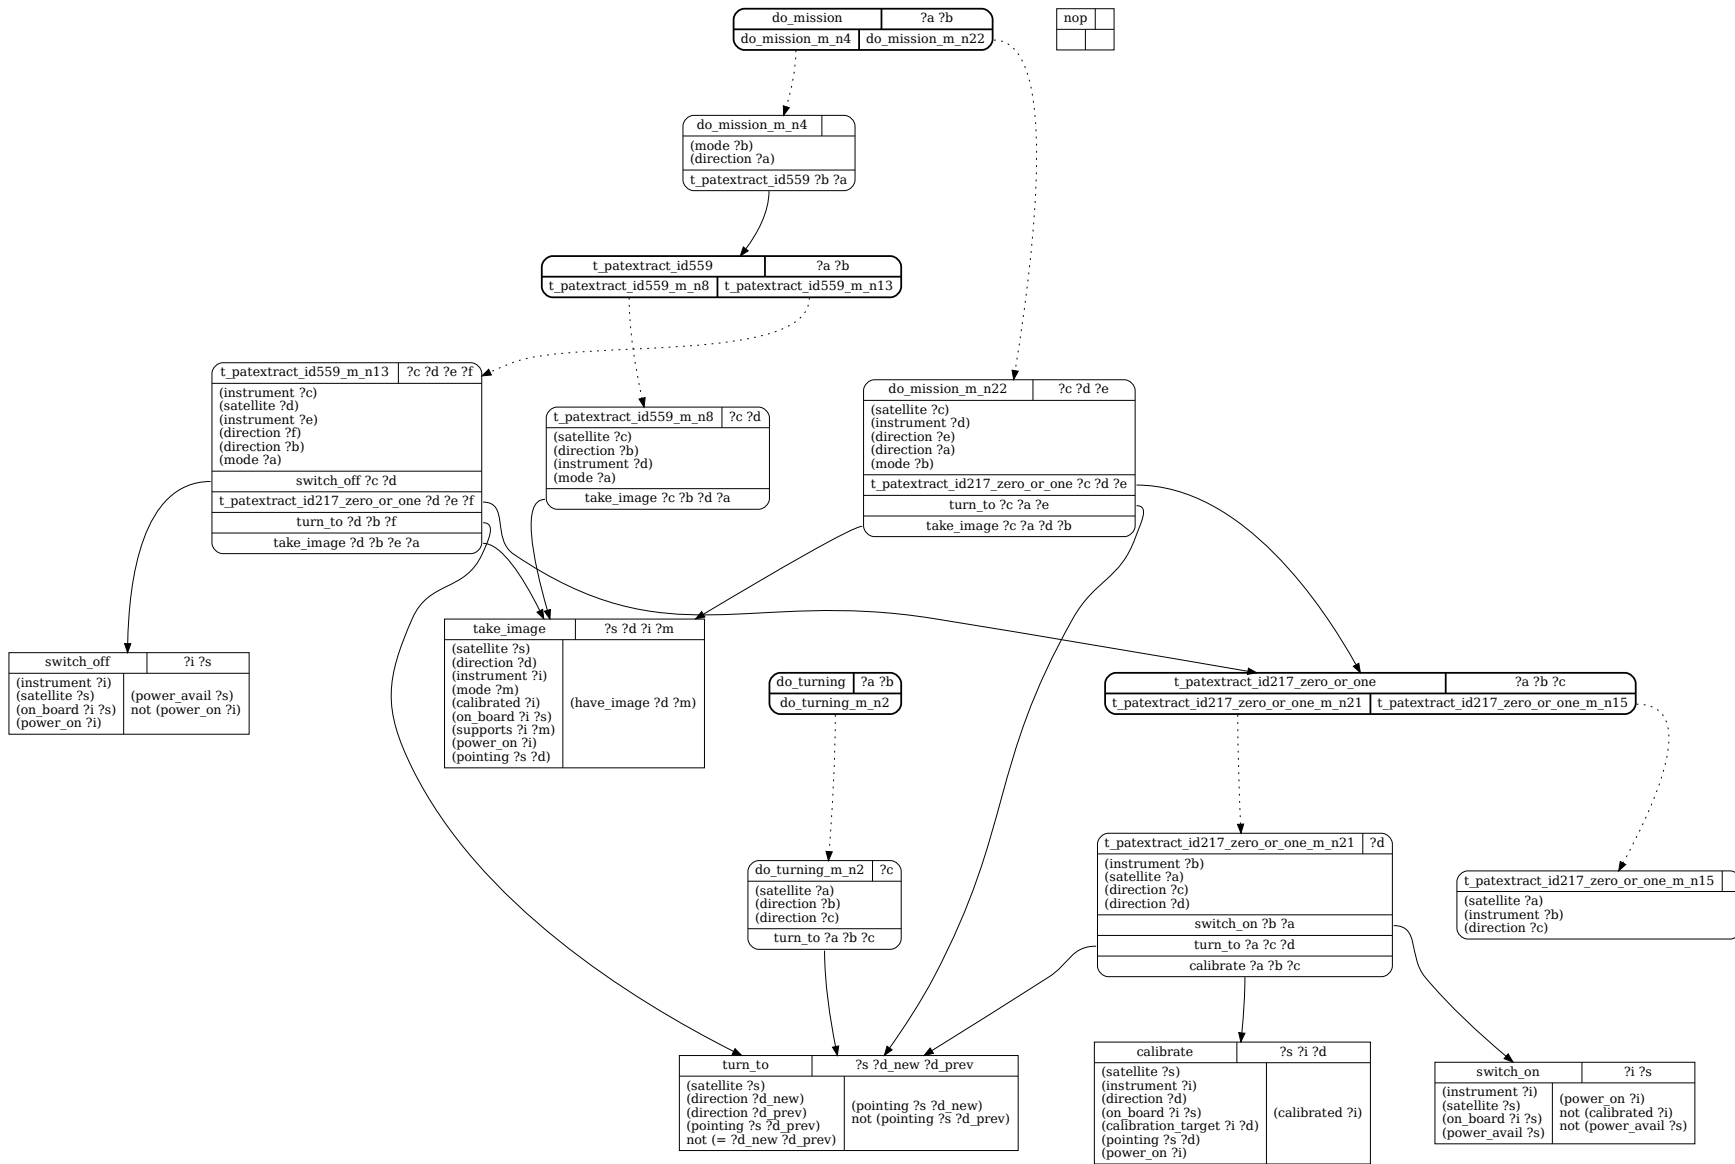 do_mission ?a ?b
do_mission_m_n4 do_mission_m_n22
nop
do_mission_m_n4
(mode ?b)
(direction ?a)
t_patextract_id559 ?b ?a
t_patextract_id559 ?a ?b
t_patextract_id559_m_n8 t_patextract_id559_m_n13
t_patextract_id559_m_n13 ?c ?d ?e ?f
(instrument ?c)
(satellite ?d)
(instrument ?e)
(direction ?f)
(direction ?b)
(mode ?a)
switch_off ?c ?d
t_patextract_id217_zero_or_one ?d ?e ?f
turn_to ?d ?b ?f
take_image ?d ?b ?e ?a
t_patextract_id559_m_n8 ?c ?d
(satellite ?c)
(direction ?b)
(instrument ?d)
(mode ?a)
take_image ?c ?b ?d ?a
do_mission_m_n22 ?c ?d ?e
(satellite ?c)
(instrument ?d)
(direction ?e)
(direction ?a)
(mode ?b)
t_patextract_id217_zero_or_one ?c ?d ?e
turn_to ?c ?a ?e
take_image ?c ?a ?d ?b
switch_off ?i ?s
(instrument ?i)
(satellite ?s)
(on_board ?i ?s)
(power_on ?i)
(power_avail ?s)
not (power_on ?i)
take_image ?s ?d ?i ?m
(satellite ?s)
(direction ?d)
(instrument ?i)
(mode ?m)
(calibrated ?i)
(on_board ?i ?s)
(supports ?i ?m)
(power_on ?i)
(pointing ?s ?d)
(have_image ?d ?m)
do_turning ?a ?b
do_turning_m_n2
t_patextract_id217_zero_or_one ?a ?b ?c
t_patextract_id217_zero_or_one_m_n21 t_patextract_id217_zero_or_one_m_n15
do_turning_m_n2 ?c
(satellite ?a)
(direction ?b)
(direction ?c)
turn_to ?a ?b ?c
t_patextract_id217_zero_or_one_m_n21 ?d
(instrument ?b)
(satellite ?a)
(direction ?c)
(direction ?d)
switch_on ?b ?a
turn_to ?a ?c ?d
calibrate ?a ?b ?c
t_patextract_id217_zero_or_one_m_n15
(satellite ?a)
(instrument ?b)
(direction ?c)
turn_to ?s ?d_new ?d_prev
(satellite ?s)
(direction ?d_new)
(direction ?d_prev)
(pointing ?s ?d_prev)
not (= ?d_new ?d_prev)
(pointing ?s ?d_new)
not (pointing ?s ?d_prev)
calibrate ?s ?i ?d
(satellite ?s)
(instrument ?i)
(direction ?d)
(on_board ?i ?s)
(calibration_target ?i ?d)
(pointing ?s ?d)
(power_on ?i)
(calibrated ?i)
switch_on ?i ?s
(instrument ?i)
(satellite ?s)
(on_board ?i ?s)
(power_avail ?s)
(power_on ?i)
not (calibrated ?i)
not (power_avail ?s)